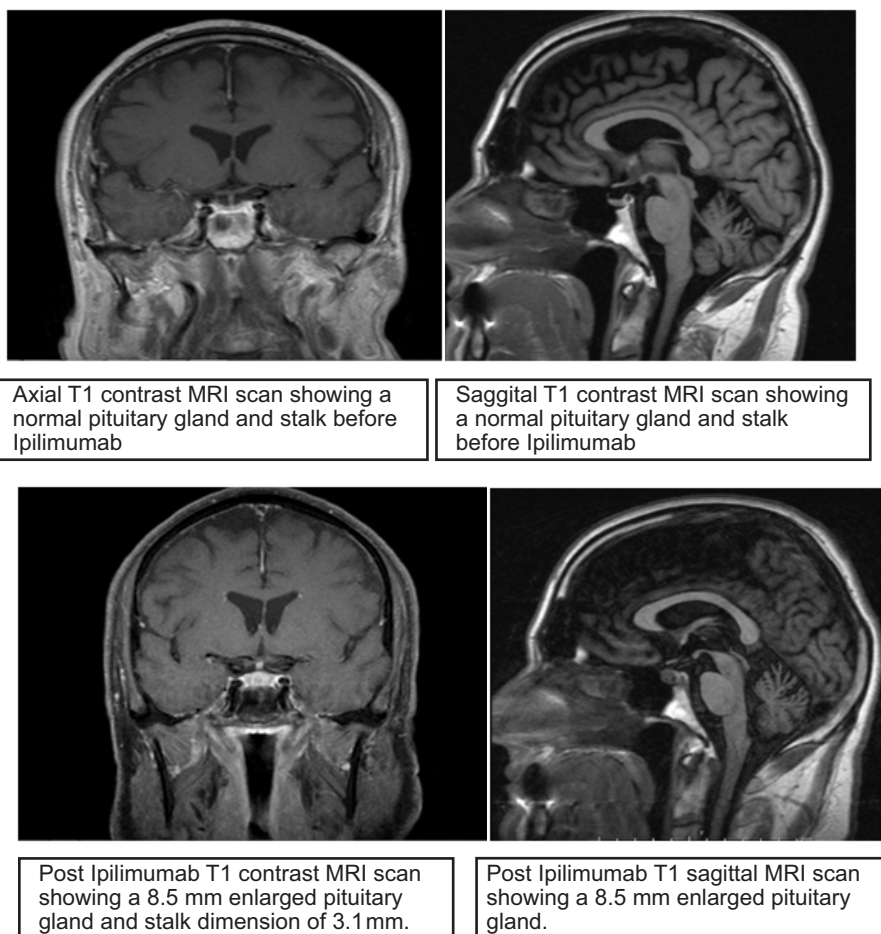 Axial T1 contrast MRI scan showing a
normal pituitary gland and stalk before
Ipilimumab
Saggital T1 contrast MRI scan showing
a normal pituitary gland and stalk
before Ipilimumab
Post Ipilimumab T1 contrast MRI scan
showing a 8.5 mm enlarged pituitary
gland and stalk dimension of 3.1mm.
Post Ipilimumab T1 sagittal MRI scan
showing a 8.5 mm enlarged pituitary
gland.